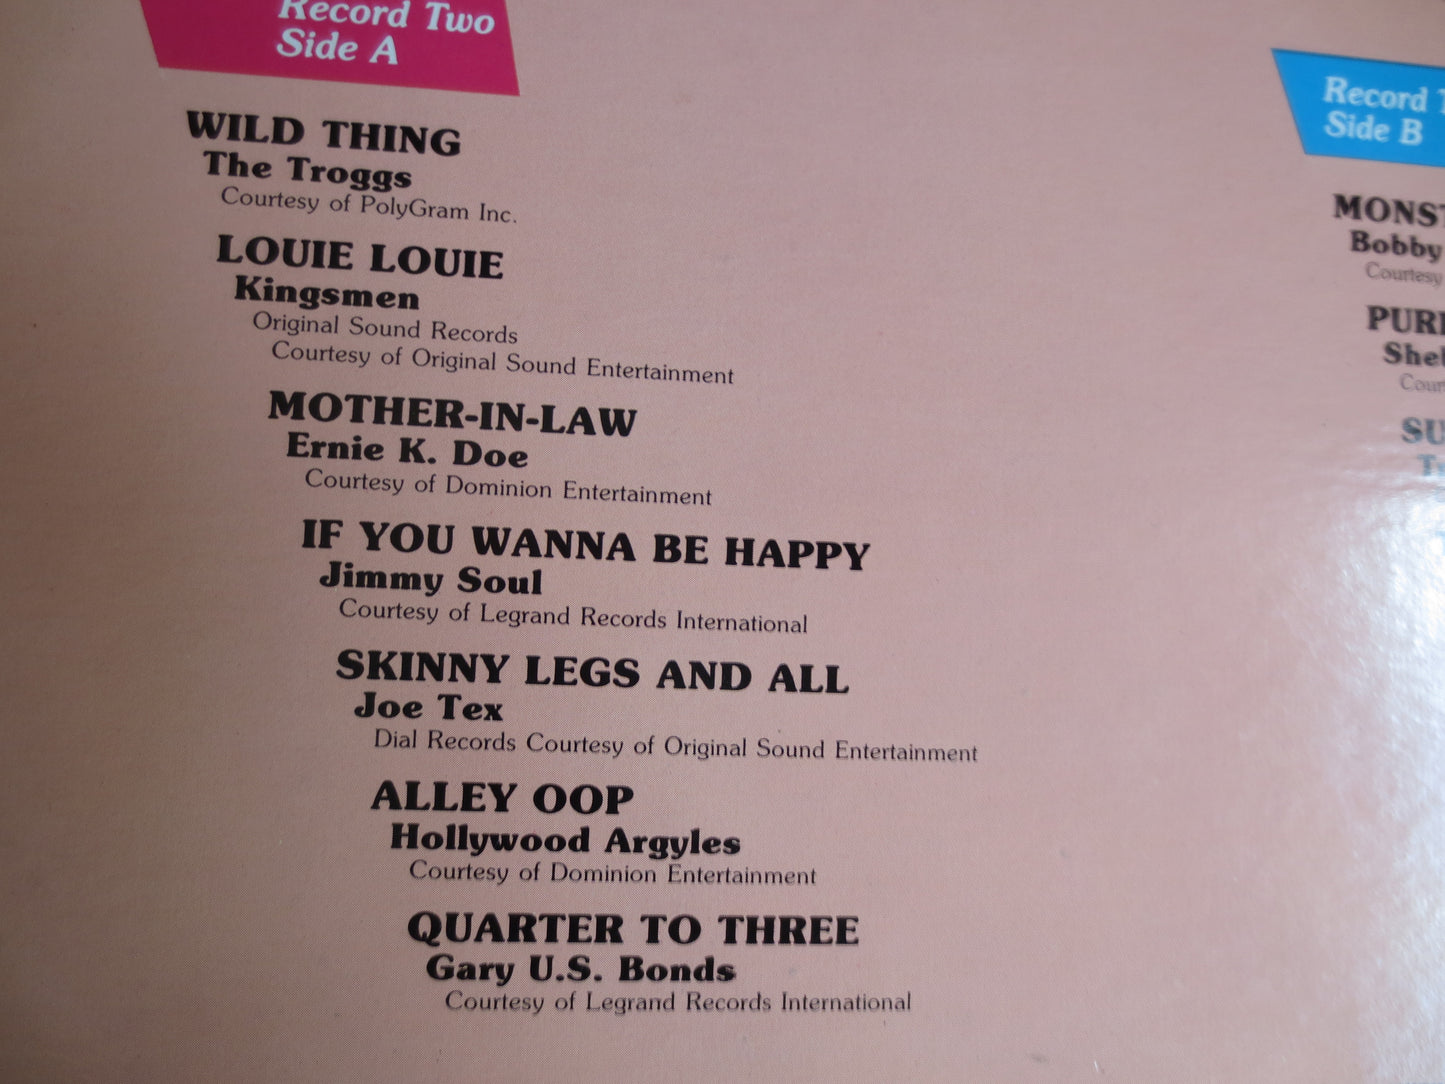 Record Two
Side A
WILD THING
The Troggs
Courtesy of PolyGram Inc.
LOUIE LOUIE
Kingsmen
Original Sound Records
Courtesy of Original Sound Entertainment
MOTHER-IN-LAW
Ernie K. Doe
Courtesy of Dominion Entertainment
IF YOU WANNA BE HAPPY
Jimmy Soul
Courtesy of Legrand Records International
SKINNY LEGS AND ALL
Joe Tex
Dial Records Courtesy of Original Sound Entertainment
ALLEY OOP
Hollywood Argyles
Courtesy of Dominion Entertainment
QUARTER TO THREE
Gary U.S. Bonds
Courtesy of Legrand Records International
Record
Side B
Bobby
Courtesy